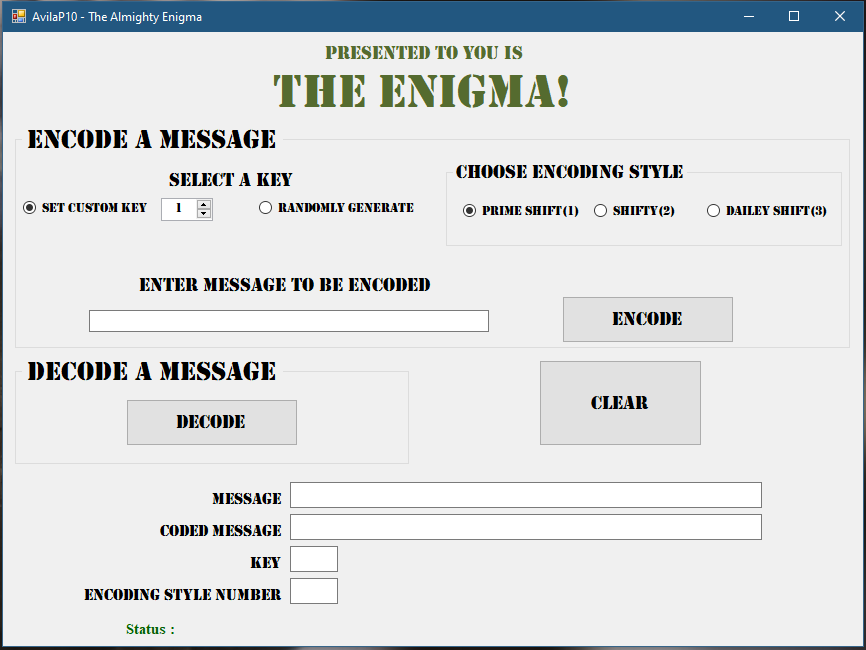 AvilaP10 - The Almighty Enigma
PRESENTED TO YOU IS
THE ENIGMA!
ENCODE A MESSAGE
SELECT A KEY
SET CUSTOM KEY 1 RANDOMLY GENERATE
CHOOSE ENCODING STYLE
PRIME SHIFT(1) SHIFTY(2) DAILEY SHIFT(3)
ENTER MESSAGE TO BE ENCODED
ENCODE
DECODE A MESSAGE
DECODE
CLEAR
MESSAGE
CODED MESSAGE
KEY
ENCODING STYLE NUMBER
Status :